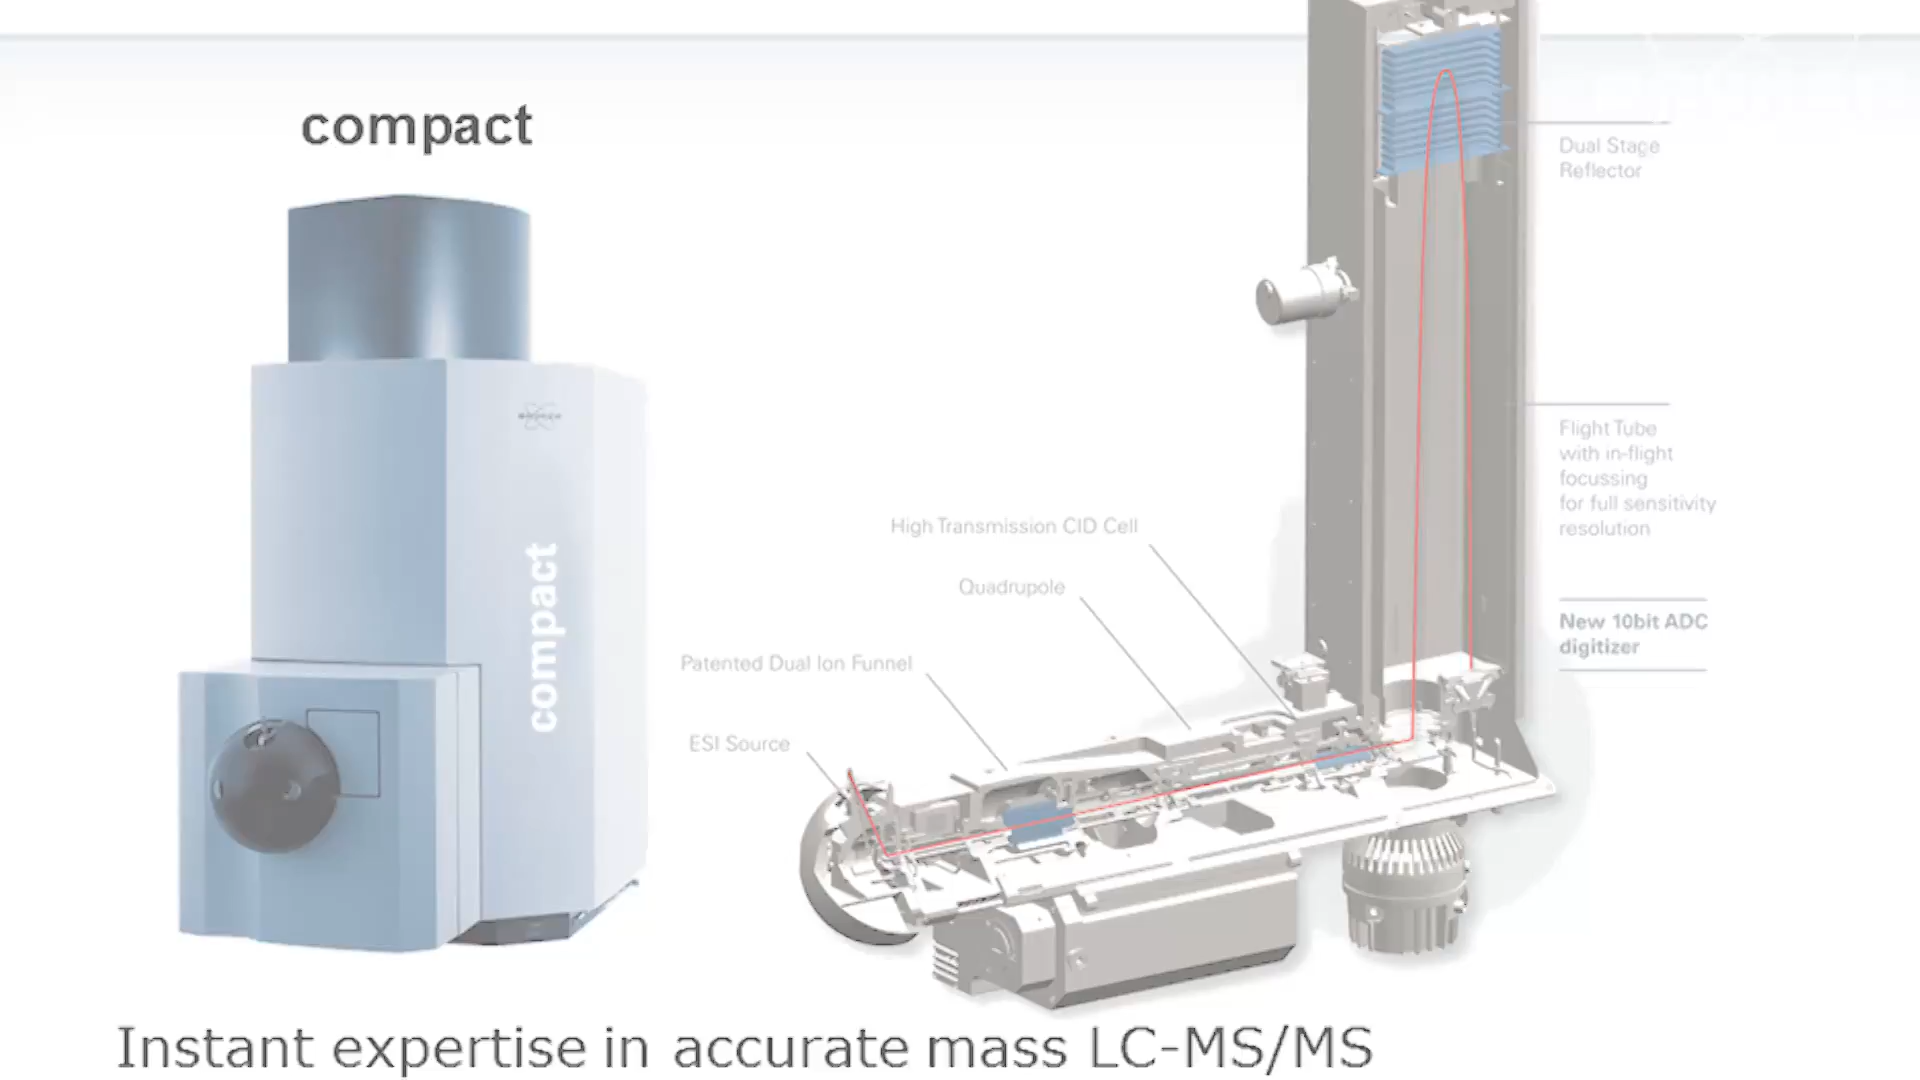 compact
compact
Dual Stage
Reflector
Flight Tube
with in-flight
focussing
for full sensitivity
resolution
High Transmission CID Cell
Quadrupole
New 10bit ADC
digitizer
Patented Dual Ion Funnel
ESI Source
Instant expertise in accurate mass LC-MS/MS